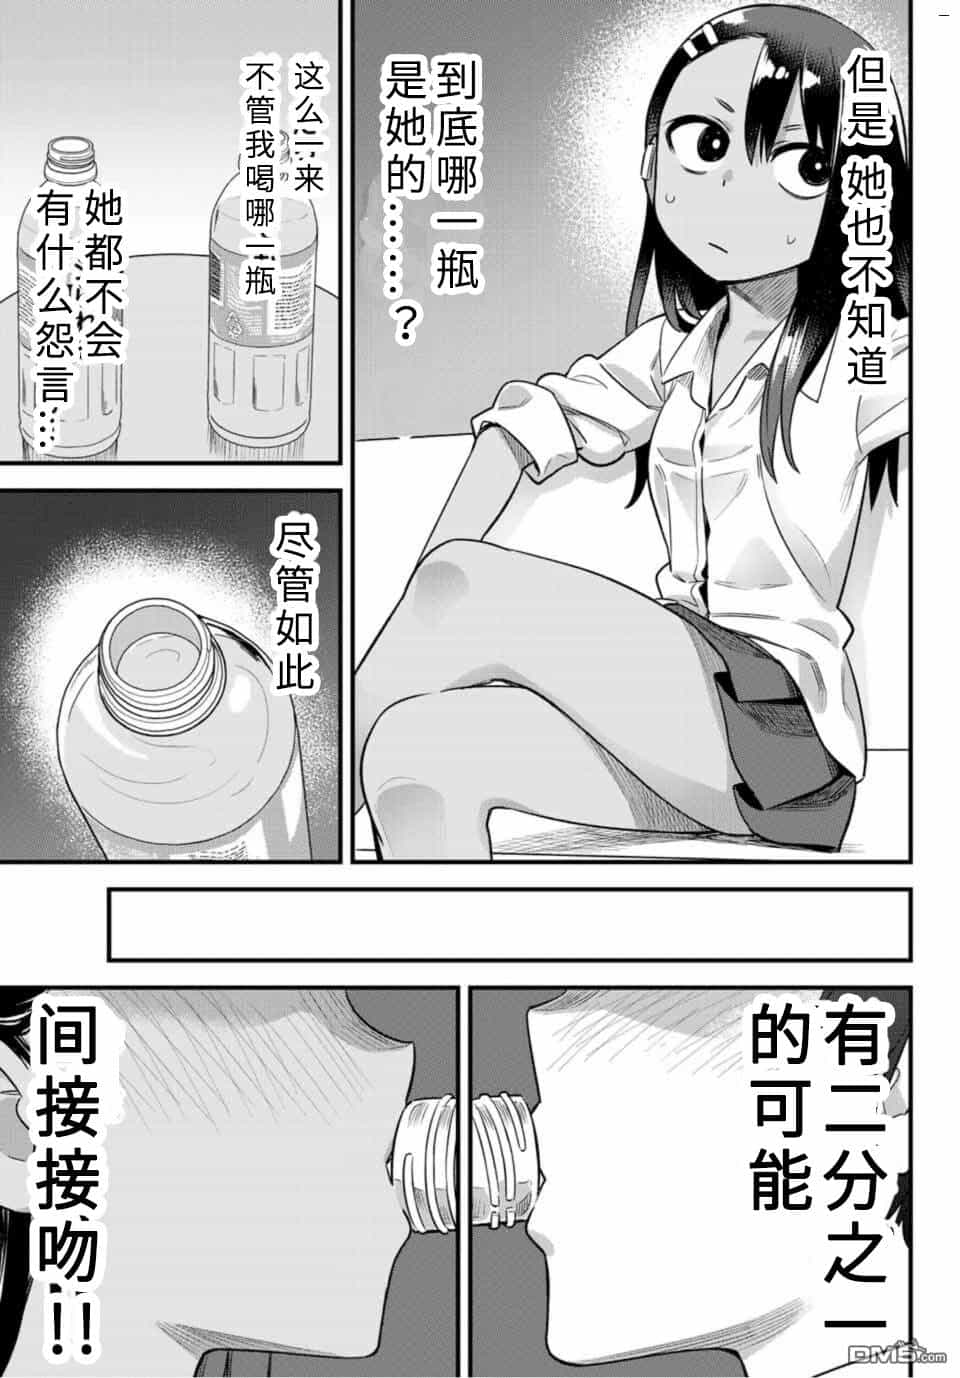 但是 她也不知道
到底哪一瓶
是她的……？
这么一来
不管我喝哪一瓶
她都不会
有什么怨言…
尽管如此
有二分之一
的可能
间接接吻!!
DM5.com